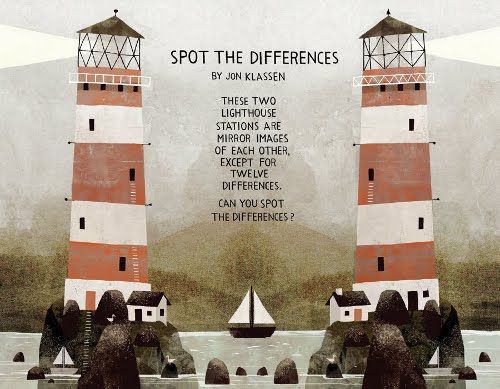 SPOT THE DIFFERENCES
BY JON KLASSEN
THESE TWO
LIGHTHOUSE
STATIONS ARE
MIRROR IMAGES
OF EACH OTHER,
EXCEPT FOR
TWELVE
DIFFERENCES.
CAN YOU SPOT
THE DIFFERENCES?